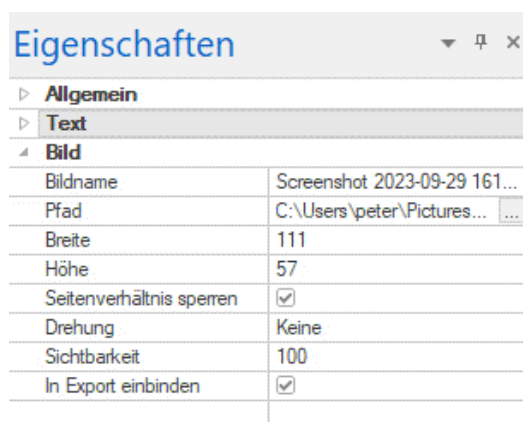 Eigenschaften
Allgemein
Text
Bild
Bildname Screenshot 2023-09-29 161...
Pfad C:\Users\peter\Pictures... ...
Breite 111
Höhe 57
Seitenverhältnis sperren
Drehung Keine
Sichtbarkeit 100
In Export einbinden